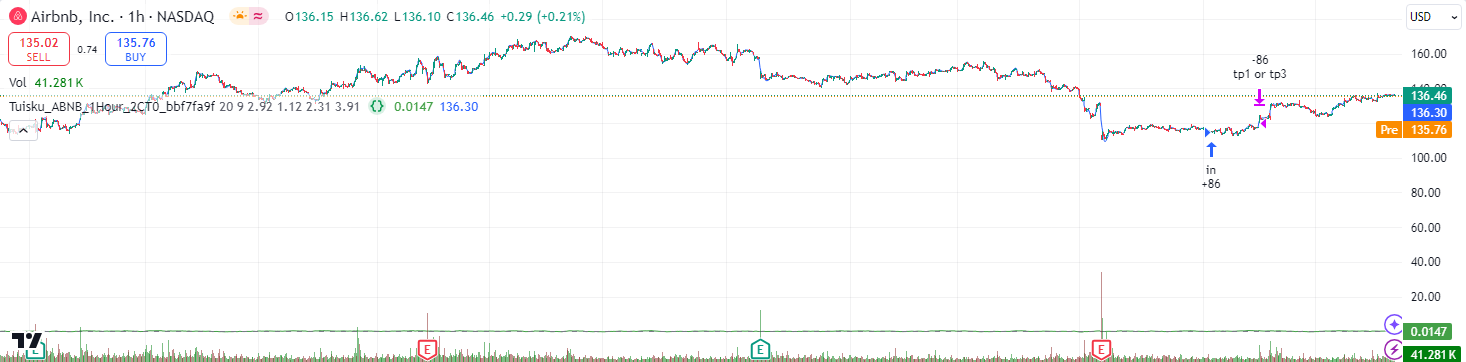 Airbnb, Inc. · 1h · NASDAQ O136.15 H136.62 L136.10 C136.46 +0.29 (+0.21%)
USD
135.02 SELL
0.74
135.76 BUY
Vol 41.281 K
Tuisku_ABNB_1Hour_2CT0_bbf7fa9f 20 9 2.92 1.12 2.31 3.91 0.0147 136.30
-86
tp1 or tp3
in
+86
160.00
136.46
136.30
Pre 135.76
100.00
80.00
60.00
40.00
20.00
0.0147
41.281 K
E
E
E
E